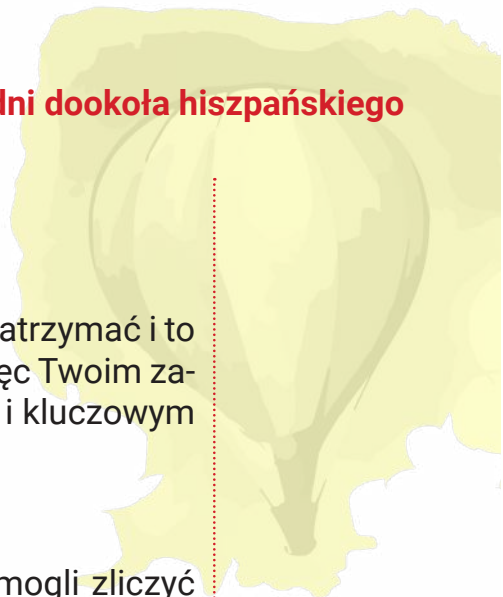 dni dookoła hiszpańskiego
atrzymać i to
ęc Twoim za-
i kluczowym
mogli zliczyć